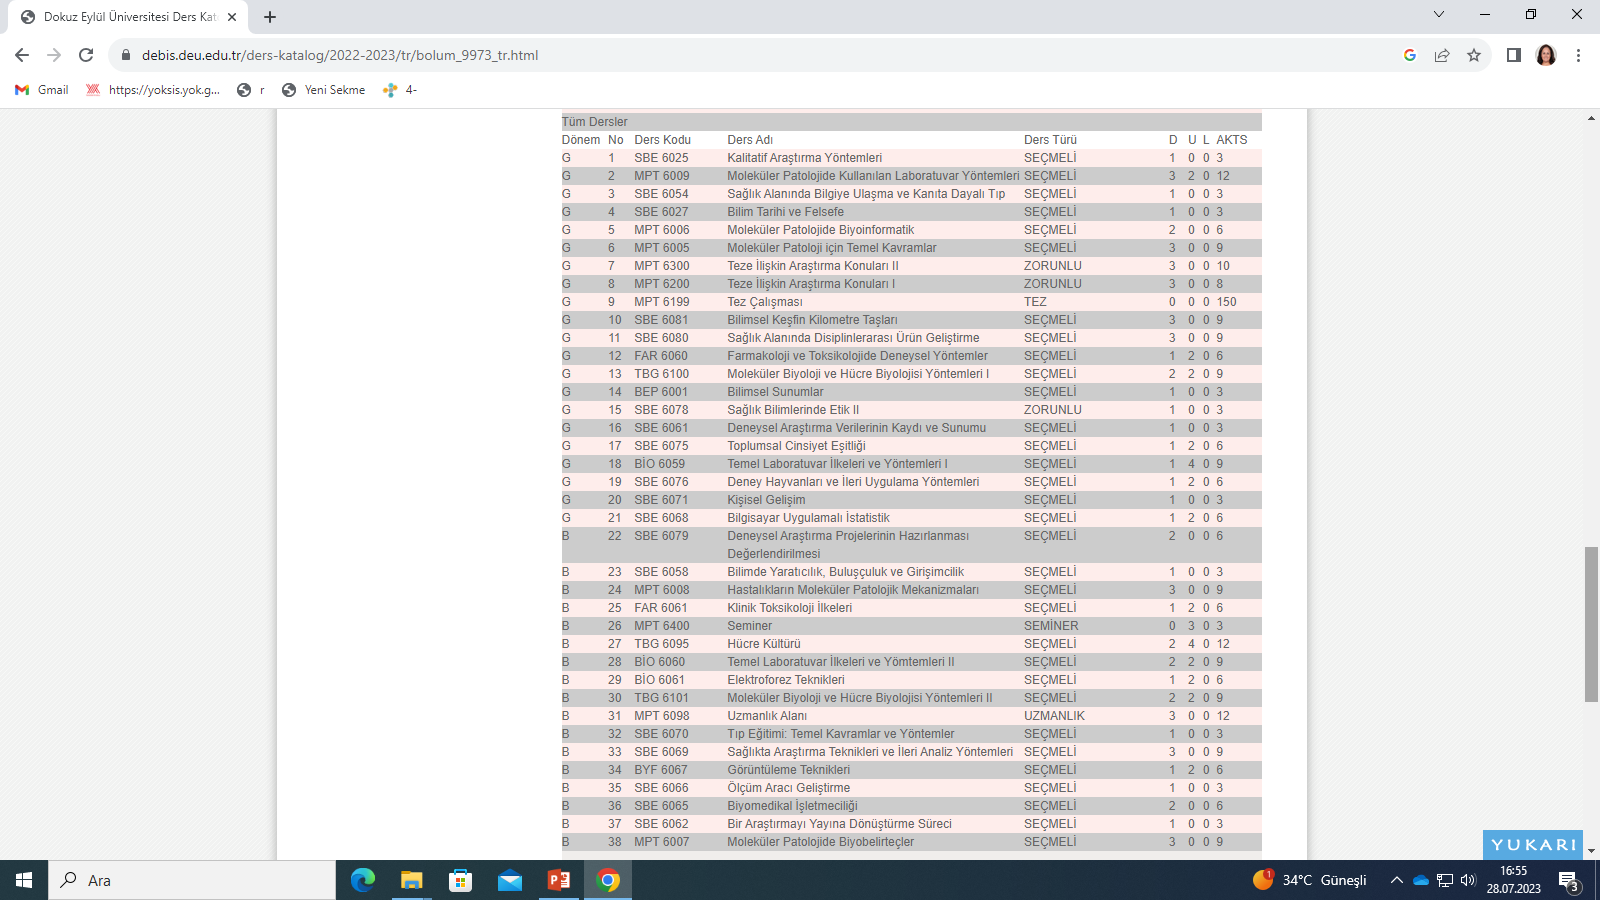 Dokuz Eylül Üniversitesi Ders Kat
debis.deu.edu.tr/ders-katalog/2022-2023/tr/bolum_9973_tr.html
Gmail https://yoksis.yok.g... r Yeni Sekme 4-
Tüm Dersler
Dönem No Ders Kodu Ders Adı Ders Türü D U L AKTS
G 1 SBE 6025 Kalitatif Araştırma Yöntemleri SEÇMELİ 1 0 0 3
G 2 MPT 6009 Moleküler Patolojide Kullanılan Laboratuvar Yöntemleri SEÇMELİ 3 2 0 12
G 3 SBE 6054 Sağlık Alanında Bilgiye Ulaşma ve Kanıta Dayalı Tıp SEÇMELİ 1 0 0 3
G 4 SBE 6027 Bilim Tarihi ve Felsefe SEÇMELİ 1 0 0 3
G 5 MPT 6006 Moleküler Patolojide Biyoinformatik SEÇMELİ 2 0 0 6
G 6 MPT 6005 Moleküler Patoloji için Temel Kavramlar SEÇMELİ 3 0 0 9
G 7 MPT 6300 Teze İlişkin Araştırma Konuları II ZORUNLU 3 0 0 10
G 8 MPT 6200 Teze İlişkin Araştırma Konuları I ZORUNLU 3 0 0 8
G 9 MPT 6199 Tez Çalışması TEZ 0 0 0 150
G 10 SBE 6081 Bilimsel Keşfin Kilometre Taşları SEÇMELİ 3 0 0 9
G 11 SBE 6080 Sağlık Alanında Disiplinlerarası Ürün Geliştirme SEÇMELİ 3 0 0 9
G 12 FAR 6060 Farmakoloji ve Toksikolojide Deneysel Yöntemler SEÇMELİ 1 2 0 6
G 13 TBG 6100 Moleküler Biyoloji ve Hücre Biyolojisi Yöntemleri I SEÇMELİ 2 2 0 9
G 14 BEP 6001 Bilimsel Sunumlar SEÇMELİ 1 0 0 3
G 15 SBE 6078 Sağlık Bilimlerinde Etik II ZORUNLU 1 0 0 3
G 16 SBE 6061 Deneysel Araştırma Verilerinin Kaydı ve Sunumu SEÇMELİ 1 0 0 3
G 17 SBE 6075 Toplumsal Cinsiyet Eşitliği SEÇMELİ 1 2 0 6
G 18 BİO 6059 Temel Laboratuvar İlkeleri ve Yöntemleri I SEÇMELİ 1 4 0 9
G 19 SBE 6076 Deney Hayvanları ve İleri Uygulama Yöntemleri SEÇMELİ 1 2 0 6
G 20 SBE 6071 Kişisel Gelişim SEÇMELİ 1 0 0 3
G 21 SBE 6068 Bilgisayar Uygulamalı İstatistik SEÇMELİ 1 2 0 6
B 22 SBE 6079 Deneysel Araştırma Projelerinin Hazırlanması SEÇMELİ 2 0 0 6
Değerlendirilmesi
B 23 SBE 6058 Bilimde Yaratıcılık, Buluşçuluk ve Girişimcilik SEÇMELİ 1 0 0 3
B 24 MPT 6008 Hastalıkların Moleküler Patolojik Mekanizmaları SEÇMELİ 3 0 0 9
B 25 FAR 6061 Klinik Toksikoloji İlkeleri SEÇMELİ 1 2 0 6
B 26 MPT 6400 Seminer SEMİNER 0 3 0 3
B 27 TBG 6095 Hücre Kültürü SEÇMELİ 2 4 0 12
B 28 BİO 6060 Temel Laboratuvar İlkeleri ve Yömtemleri II SEÇMELİ 2 2 0 9
B 29 BİO 6061 Elektroforez Teknikleri SEÇMELİ 1 2 0 6
B 30 TBG 6101 Moleküler Biyoloji ve Hücre Biyolojisi Yöntemleri II SEÇMELİ 2 2 0 9
B 31 MPT 6098 Uzmanlık Alanı UZMANLIK 3 0 0 12
B 32 SBE 6070 Tıp Eğitimi: Temel Kavramlar ve Yöntemler SEÇMELİ 1 0 0 3
B 33 SBE 6069 Sağlıkta Araştırma Teknikleri ve İleri Analiz Yöntemleri SEÇMELİ 3 0 0 9
B 34 BYF 6067 Görüntüleme Teknikleri SEÇMELİ 1 2 0 6
B 35 SBE 6066 Ölçüm Aracı Geliştirme SEÇMELİ 1 0 0 3
B 36 SBE 6065 Biyomedikal İşletmeciliği SEÇMELİ 2 0 0 6
B 37 SBE 6062 Bir Araştırmayı Yayına Dönüştürme Süreci SEÇMELİ 1 0 0 3
B 38 MPT 6007 Moleküler Patolojide Biyobelirteçler SEÇMELİ 3 0 0 9
YUKARI
Ara
1 34°C Güneşli
16:55
28.07.2023
3